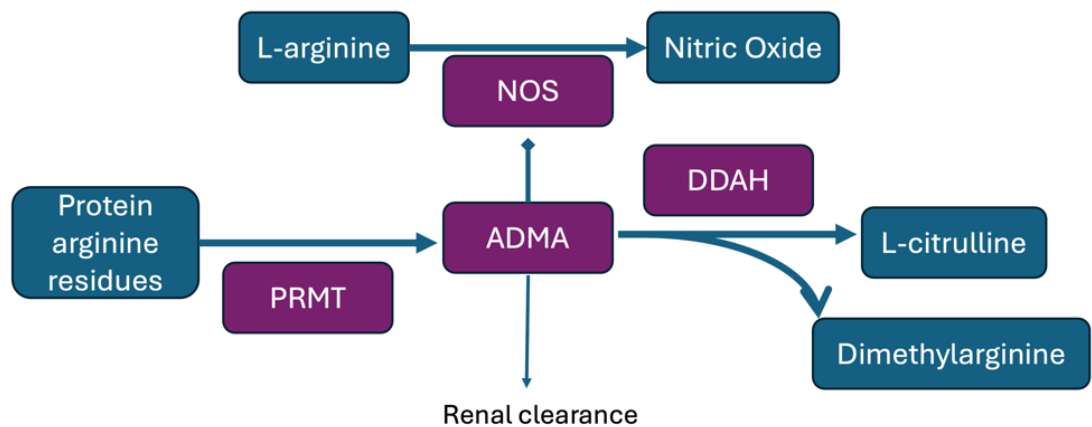 L-arginine
Nitric Oxide
NOS
DDAH
Protein
arginine
residues
ADMA
L-citrulline
PRMT
Dimethylarginine
Renal clearance